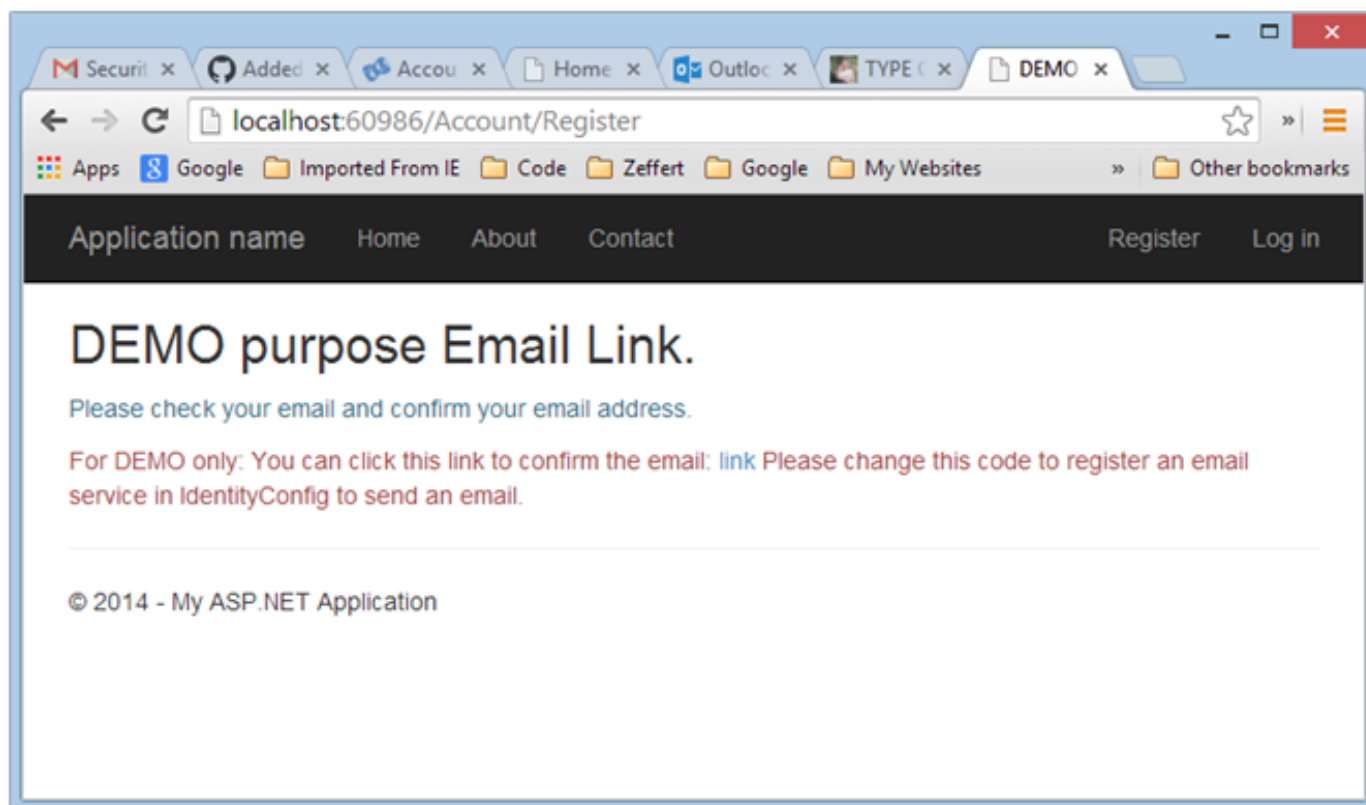 Securit Added Accou Home Outloc TYPE DEMO
localhost:60986/Account/Register »
Apps 8 Google Imported From IE Code Zeffert Google My Websites » Other bookmarks
Application name Home About Contact Register Log in
DEMO purpose Email Link.
Please check your email and confirm your email address.
For DEMO only: You can click this link to confirm the email: link Please change this code to register an email
service in IdentityConfig to send an email.
© 2014 - My ASP.NET Application